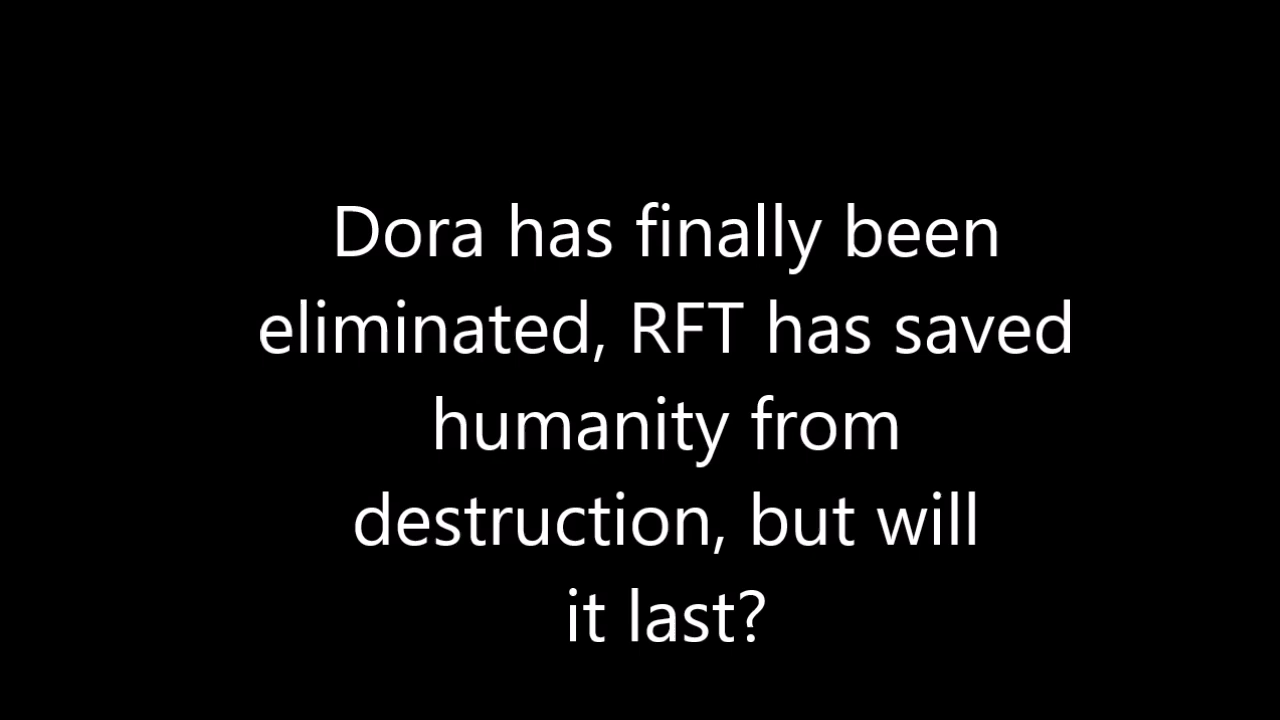 Dora has finally been
eliminated, RFT has saved
humanity from
destruction, but will
it last?